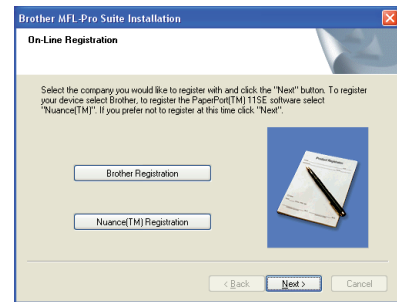 Brother MFL-Pro Suite Installation
On-Line Registration
Select the company you would like to register with and click the "Next" button. To register
your device select Brother, to register the PaperPort(TM) 11SE software select
"Nuance(TM)". If you prefer not to register at this time click "Next".
Product Registration
Brother Registration
Nuance(TM) Registration
< Back
Next >
Cancel